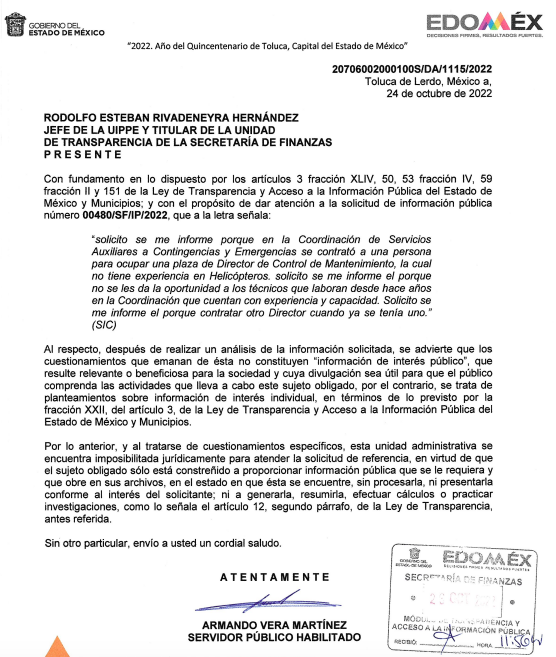 GOBIERNO DEL
ESTADO DE MÉXICO
EDOMÉX
DECISIONES FIRMES, RESULTADOS FUERTES.
“2022. Año del Quincentenario de Toluca, Capital del Estado de México”
20706002000100S/DA/1115/2022
Toluca de Lerdo, México a,
24 de octubre de 2022
RODOLFO ESTEBAN RIVADENEYRA HERNÁNDEZ
JEFE DE LA UIPPE Y TITULAR DE LA UNIDAD
DE TRANSPARENCIA DE LA SECRETARÍA DE FINANZAS
P R E S E N T E
Con fundamento en lo dispuesto por los artículos 3 fracción XLIV, 50, 53 fracción IV, 59
fracción II y 151 de la Ley de Transparencia y Acceso a la Información Pública del Estado de
México y Municipios; y con el propósito de dar atención a la solicitud de información pública
número 00480/SF/IP/2022, que a la letra señala:
“solicito se me informe porque en la Coordinación de Servicios
Auxiliares a Contingencias y Emergencias se contrató a una persona
para ocupar una plaza de Director de Control de Mantenimiento, la cual
no tiene experiencia en Helicópteros. solicito se me informe el porque
no se les da la oportunidad a los técnicos que laboran desde hace años
en la Coordinación que cuentan con experiencia y capacidad. Solicito se
me informe el porque contratar otro Director cuando ya se tenía uno.”
(SIC)
Al respecto, después de realizar un análisis de la información solicitada, se advierte que los
cuestionamientos que emanan de ésta no constituyen “información de interés público”, que
resulte relevante o beneficiosa para la sociedad y cuya divulgación sea útil para que el público
comprenda las actividades que lleva a cabo este sujeto obligado, por el contrario, se trata de
planteamientos sobre información de interés individual, en términos de lo previsto por la
fracción XXII, del artículo 3, de la Ley de Transparencia y Acceso a la Información Pública del
Estado de México y Municipios.
Por lo anterior, y al tratarse de cuestionamientos específicos, esta unidad administrativa se
encuentra imposibilitada jurídicamente para atender la solicitud de referencia, en virtud de que
el sujeto obligado sólo está constreñido a proporcionar información pública que se le requiera y
que obre en sus archivos, en el estado en que ésta se encuentre, sin procesarla, ni presentarla
conforme al interés del solicitante; ni a generarla, resumirla, efectuar cálculos o practicar
investigaciones, como lo señala el artículo 12, segundo párrafo, de la Ley de Transparencia,
antes referida.
Sin otro particular, envío a usted un cordial saludo.
A T E N T A M E N T E
ARMANDO VERA MARTÍNEZ
SERVIDOR PÚBLICO HABILITADO
GOBIERNO DEL
ESTADO DE MÉXICO
EDOMÉX
DECISIONES FIRMES, RESULTADOS FUERTES.
SECRETARÍA DE FINANZAS
MÓDULO DE TRANSPARENCIA Y
ACCESO A LA INFORMACIÓN PÚBLICA
RECIBIÓ: HORA